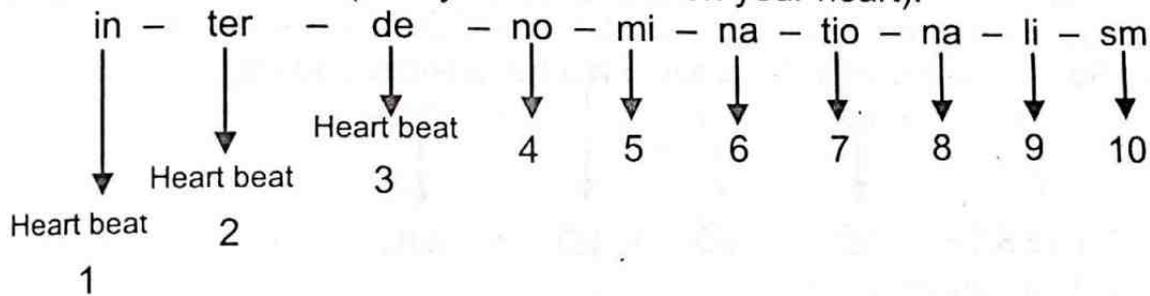 in – ter – de – no – mi – na – tio – na – li – sm
Heart beat 4 5 6 7 8 9 10
Heart beat 3
Heart beat 2
1